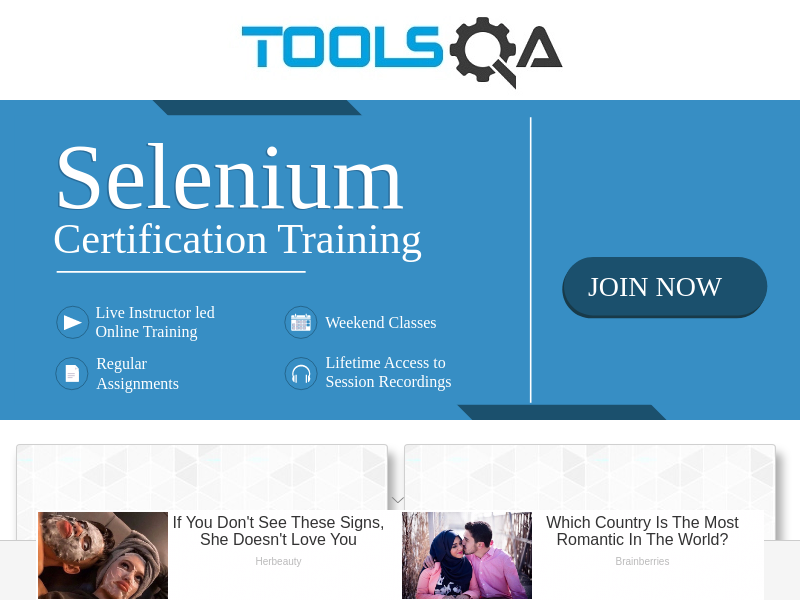 TOOLSQA
Selenium
Certification Training
JOIN NOW
Live Instructor led
Online Training
Weekend Classes
Regular
Assignments
Lifetime Access to
Session Recordings
If You Don't See These Signs,
She Doesn't Love You
Herbeauty
Which Country Is The Most
Romantic In The World?
Brainberries